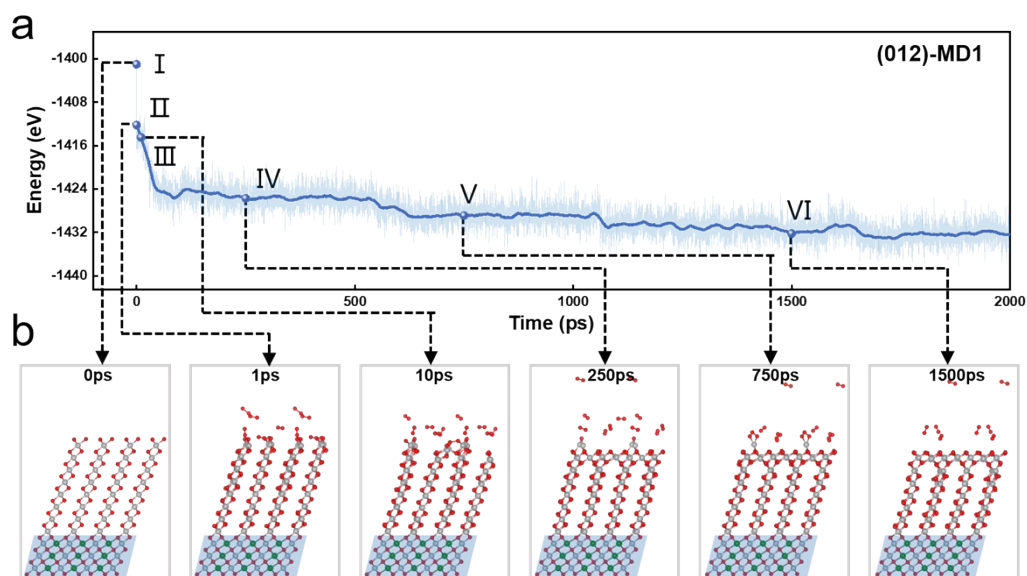 a
(012)-MD1
Energy (eV)
-1400
-1408
-1416
-1424
-1432
-1440
I
II
III
IV
V
VI
0
500
1000
1500
2000
Time (ps)
b
0ps
1ps
10ps
250ps
750ps
1500ps